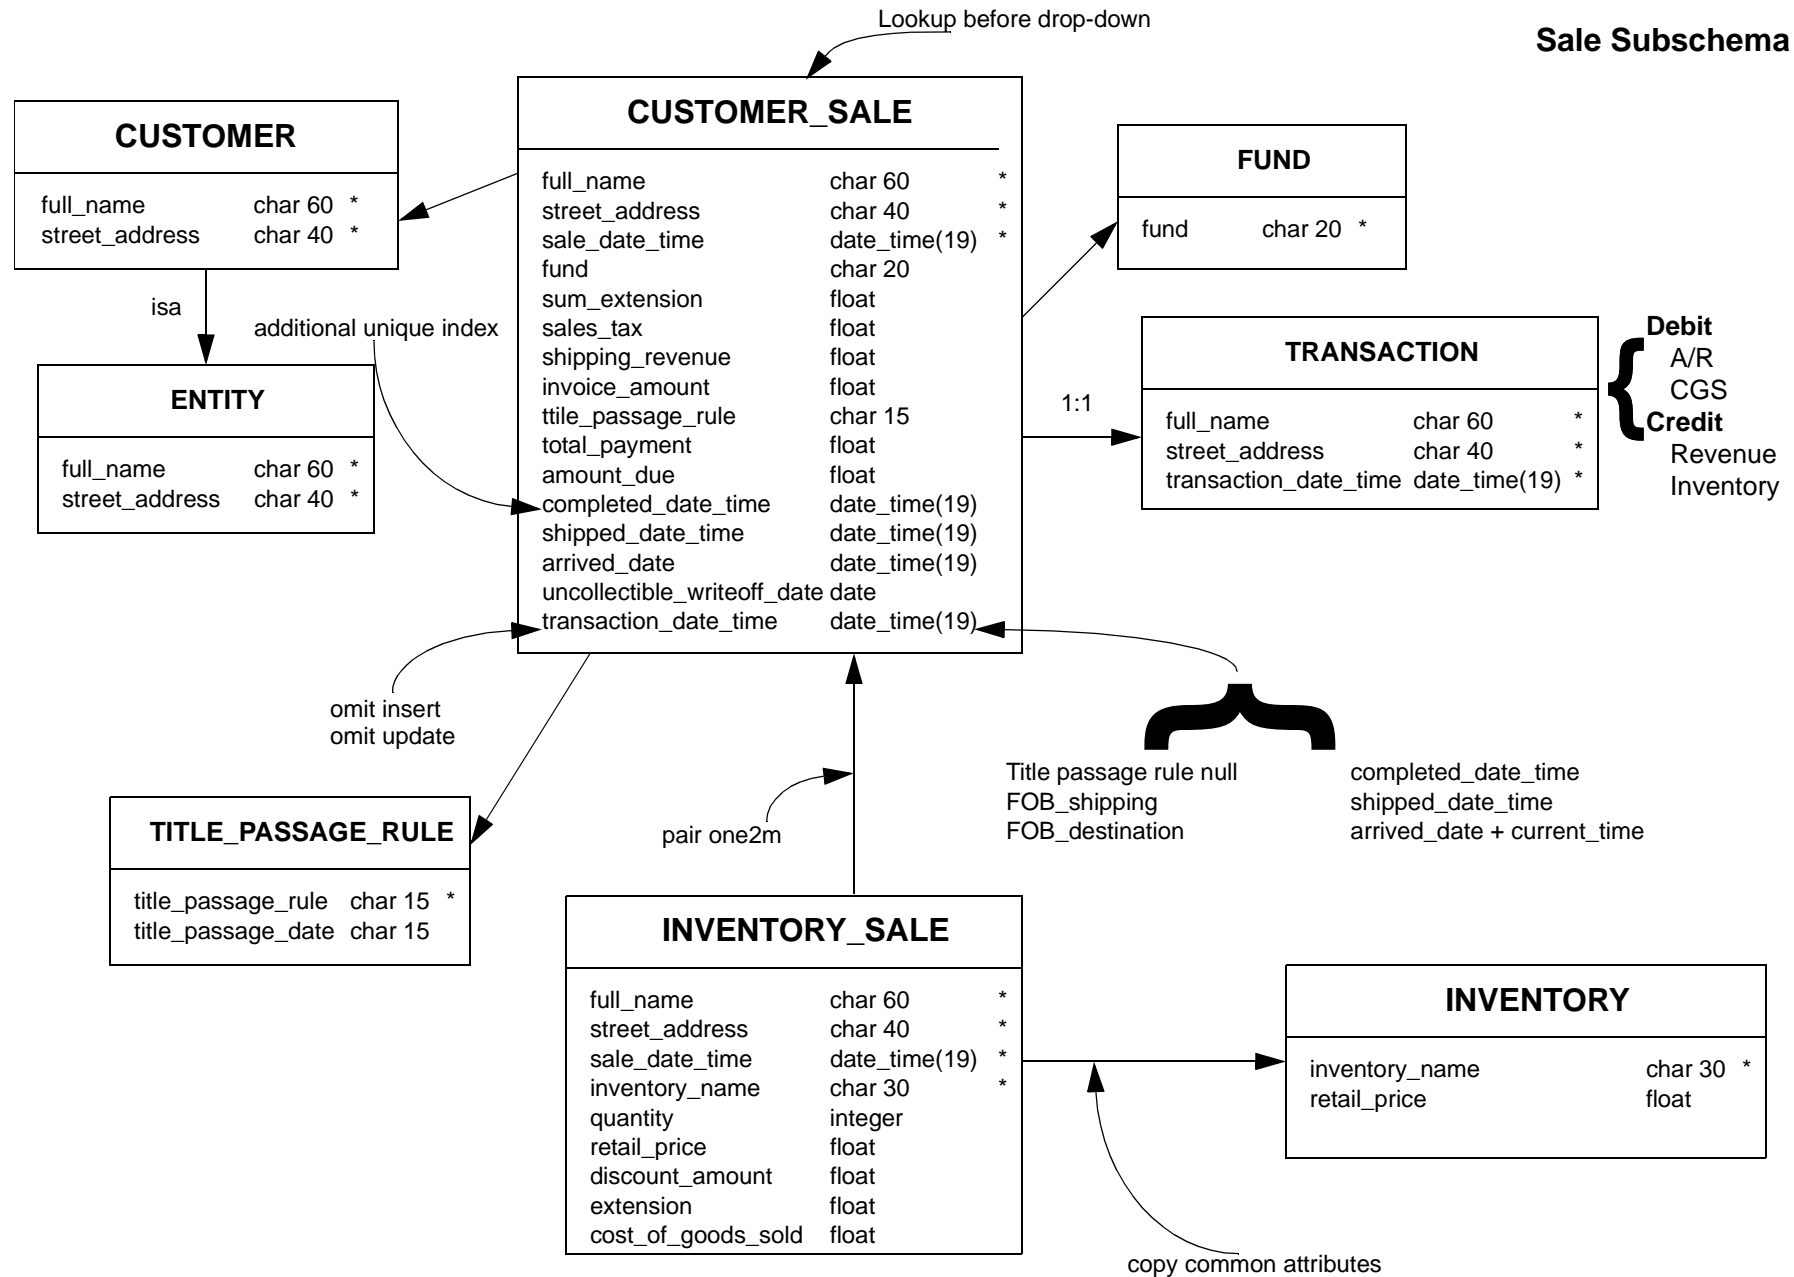 Lookup before drop-down
Sale Subschema
CUSTOMER
full_name char 60 *
street_address char 40 *
isa
ENTITY
full_name char 60 *
street_address char 40 *
additional unique index
CUSTOMER_SALE
full_name char 60 *
street_address char 40 *
sale_date_time date_time(19) *
fund char 20
sum_extension float
sales_tax float
shipping_revenue float
invoice_amount float
ttile_passage_rule char 15
total_payment float
amount_due float
completed_date_time date_time(19)
shipped_date_time date_time(19)
arrived_date date_time(19)
uncollectible_writeoff_date date
transaction_date_time date_time(19)
FUND
fund char 20 *
1:1
TRANSACTION
full_name char 60 *
street_address char 40 *
transaction_date_time date_time(19) *
Debit
A/R
CGS
Credit
Revenue
Inventory
omit insert
omit update
TITLE_PASSAGE_RULE
title_passage_rule char 15 *
title_passage_date char 15
pair one2m
Title passage rule null completed_date_time
FOB_shipping shipped_date_time
FOB_destination arrived_date + current_time
INVENTORY_SALE
full_name char 60 *
street_address char 40 *
sale_date_time date_time(19) *
inventory_name char 30 *
quantity integer
retail_price float
discount_amount float
extension float
cost_of_goods_sold float
INVENTORY
inventory_name char 30 *
retail_price float
copy common attributes